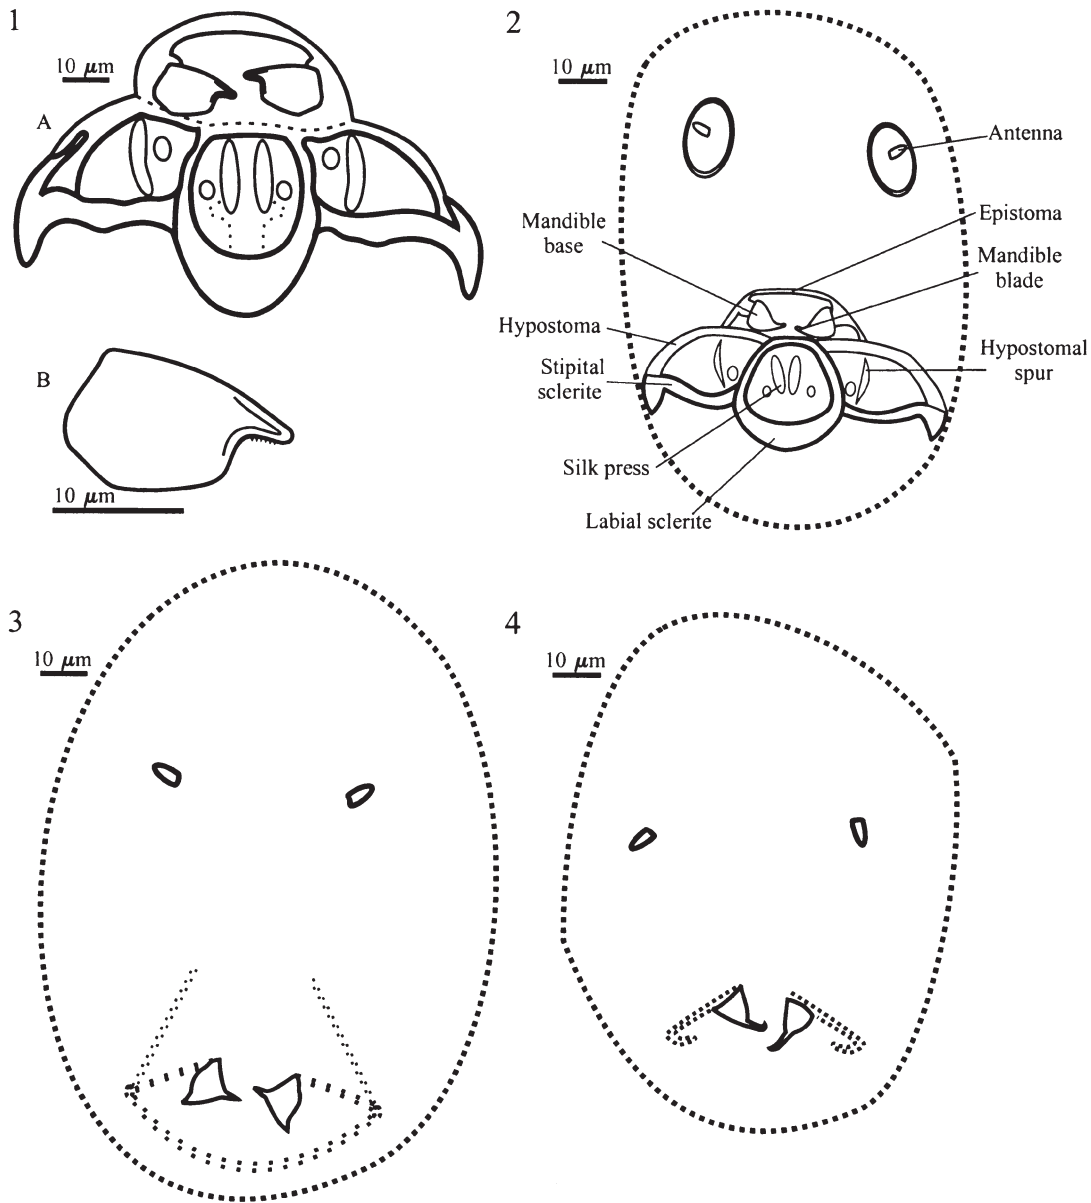 1
10 μm
A
B
10 μm
2
10 μm
Antenna
Epistoma
Mandible
base
Mandible
blade
Hypostoma
Hypostomal
spur
Stipital
sclerite
Silk press
Labial sclerite
3
10 μm
4
10 μm